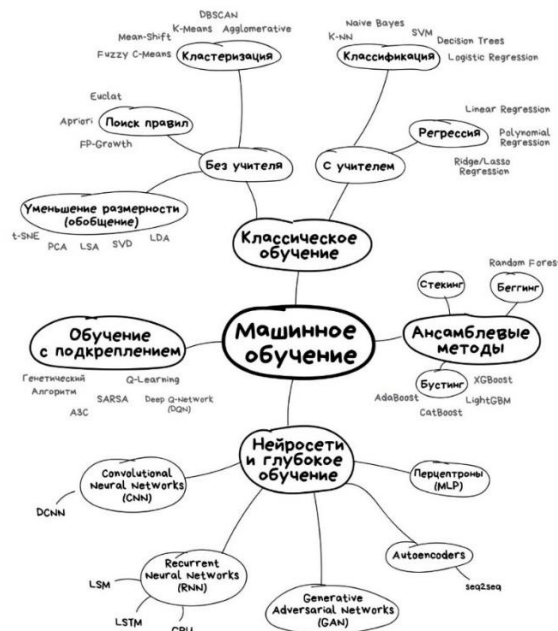 DBSCAN
K-Means
Agglomerative
Mean-Shift
Fuzzy C-Means
Кластеризация
Naive Bayes
SVM
K-NN
Decision Trees
Классификация
Logistic Regression
Euclat
Apriori
Поиск правил
FP-Growth
Linear Regression
Регрессия
Polynomial
Regression
Ridge/Lasso
Regression
Без учителя
С учителем
Уменьшение размерности
(обобщение)
t-SNE
PCA
LSA
SVD
LDA
Классическое
обучение
Random Forest
Стекинг
Беггинг
Обучение
с подкреплением
Машинное
обучение
Ансамблевые
методы
Генетический
Алгоритм
Q-Learning
A3C
SARSA
Deep Q-Network
(DQN)
Бустинг
XGBoost
AdaBoost
LightGBM
CatBoost
Нейросети
и глубокое
обучение
Convolutional
Neural Networks
(CNN)
DCNN
Перцептроны
(MLP)
Autoencoders
seq2seq
Recurrent
Neural Networks
(RNN)
LSM
LSTM
Generative
Adversarial Networks
(GAN)